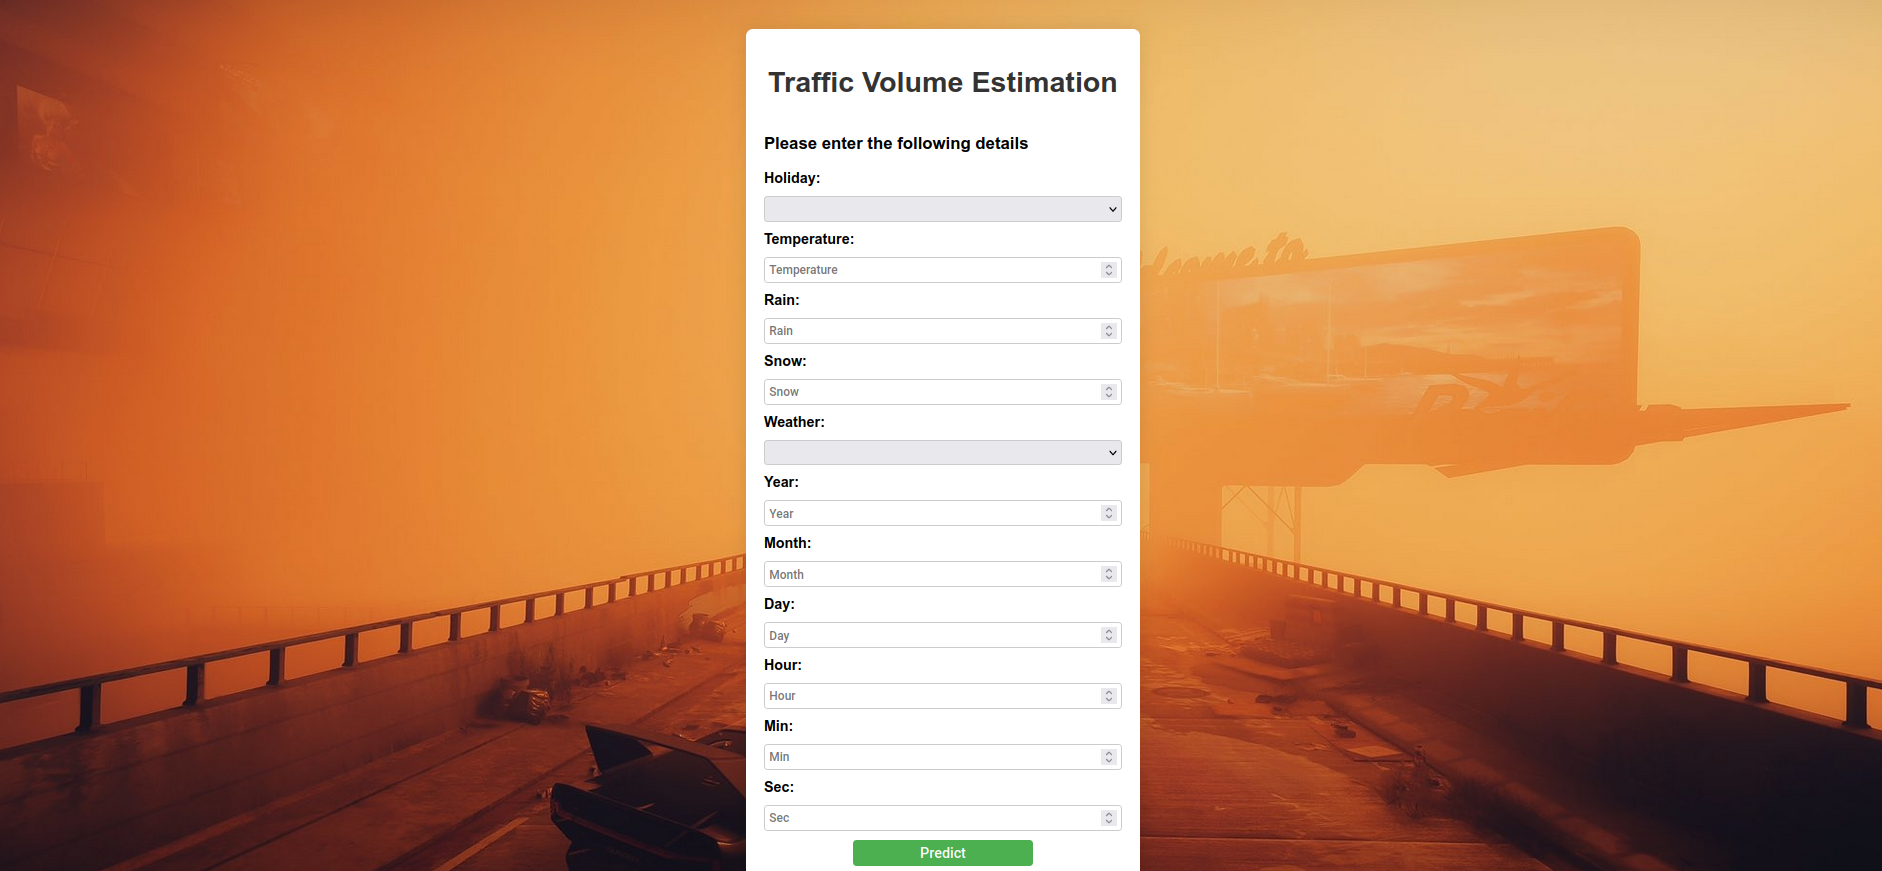 Traffic Volume Estimation
Please enter the following details
Holiday:
Temperature:
Temperature
Rain:
Rain
Snow:
Snow
Weather:
Year:
Year
Month:
Month
Day:
Day
Hour:
Hour
Min:
Min
Sec:
Sec
Predict